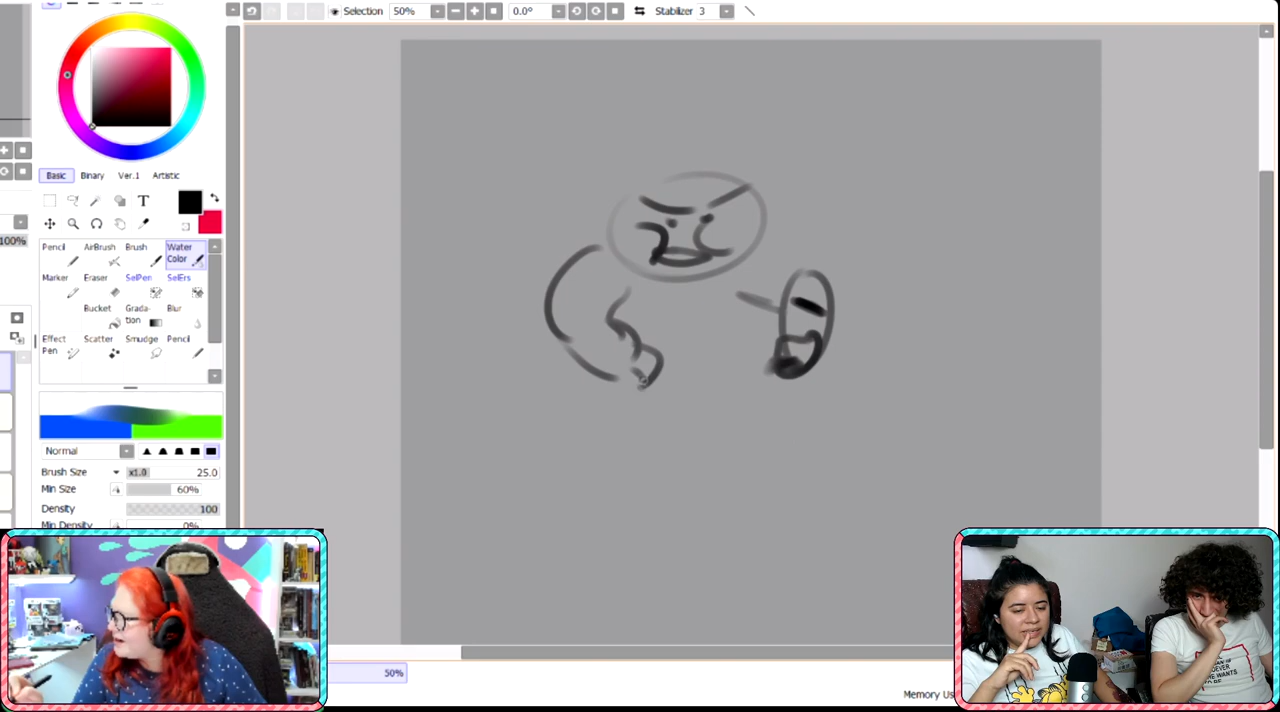 Selection 50% 0.0° Stabilizer 3
Basic Binary Ver.1 Artistic
T
100%
Pencil AirBrush Brush Water Color
Marker Eraser SelPen SelErs
Bucket Grada- tion Blur
Effect Pen Scatter Smudge Pencil
Normal
Brush Size x1.0 25.0
Min Size 60%
Density 100
Min Density 0%
50%
Memory Us